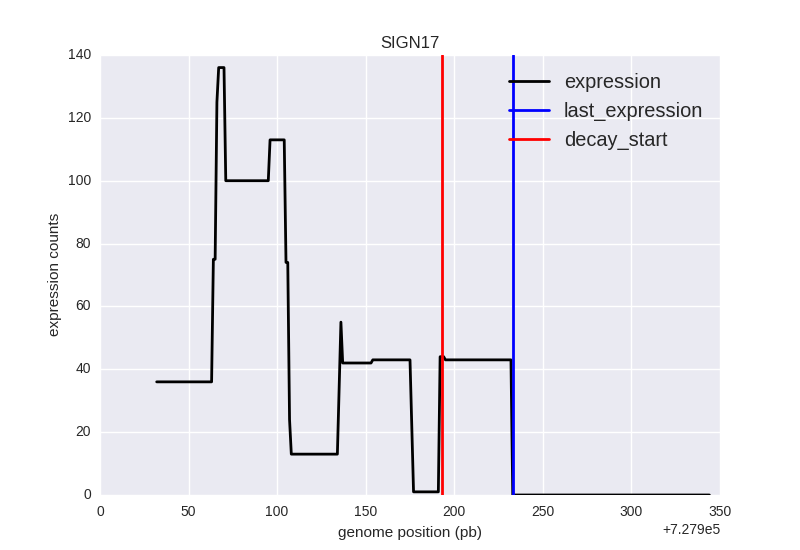 SIGN17
140
120
100
80
60
40
20
0
expression counts
expression
last_expression
decay_start
0 50 100 150 200 250 300 350
+7.279e5
genome position (pb)